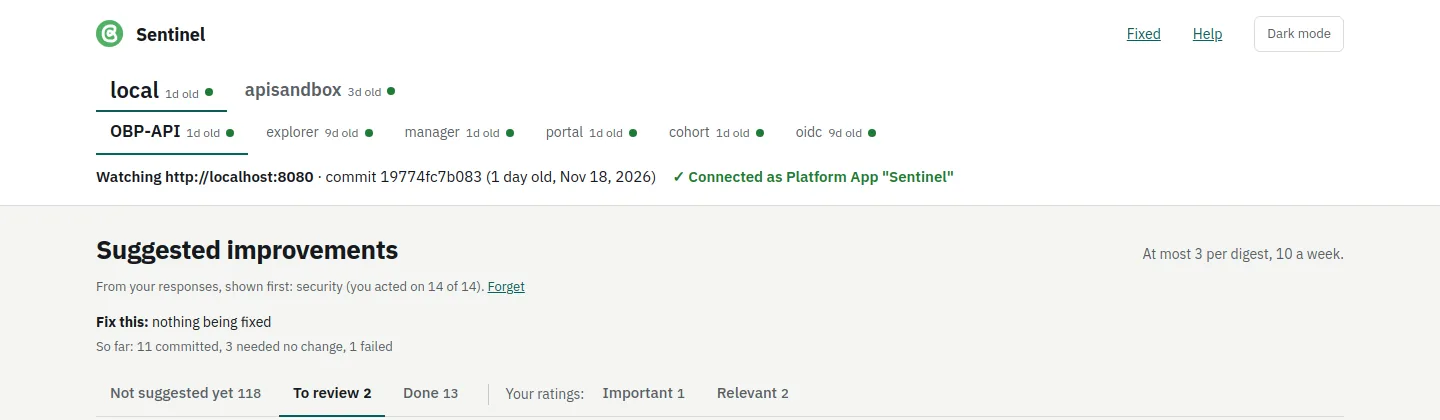 Sentinel
Fixed Help Dark mode
local 1d old apisandbox 3d old
OBP-API 1d old explorer 9d old manager 1d old portal 1d old cohort 1d old oidc 9d old
Watching http://localhost:8080 · commit 19774fc7b083 (1 day old, Nov 18, 2026) ✓ Connected as Platform App "Sentinel"
Suggested improvements
At most 3 per digest, 10 a week.
From your responses, shown first: security (you acted on 14 of 14). Forget
Fix this: nothing being fixed
So far: 11 committed, 3 needed no change, 1 failed
Not suggested yet 118 To review 2 Done 13 Your ratings: Important 1 Relevant 2